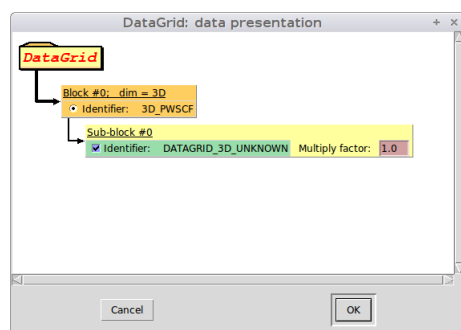 DataGrid: data presentation
DataGrid
Block #0; dim = 3D
Identifier: 3D_PWSCF
Sub-block #0
Identifier: DATAGRID_3D_UNKNOWN Multiply factor: 1.0
Cancel OK